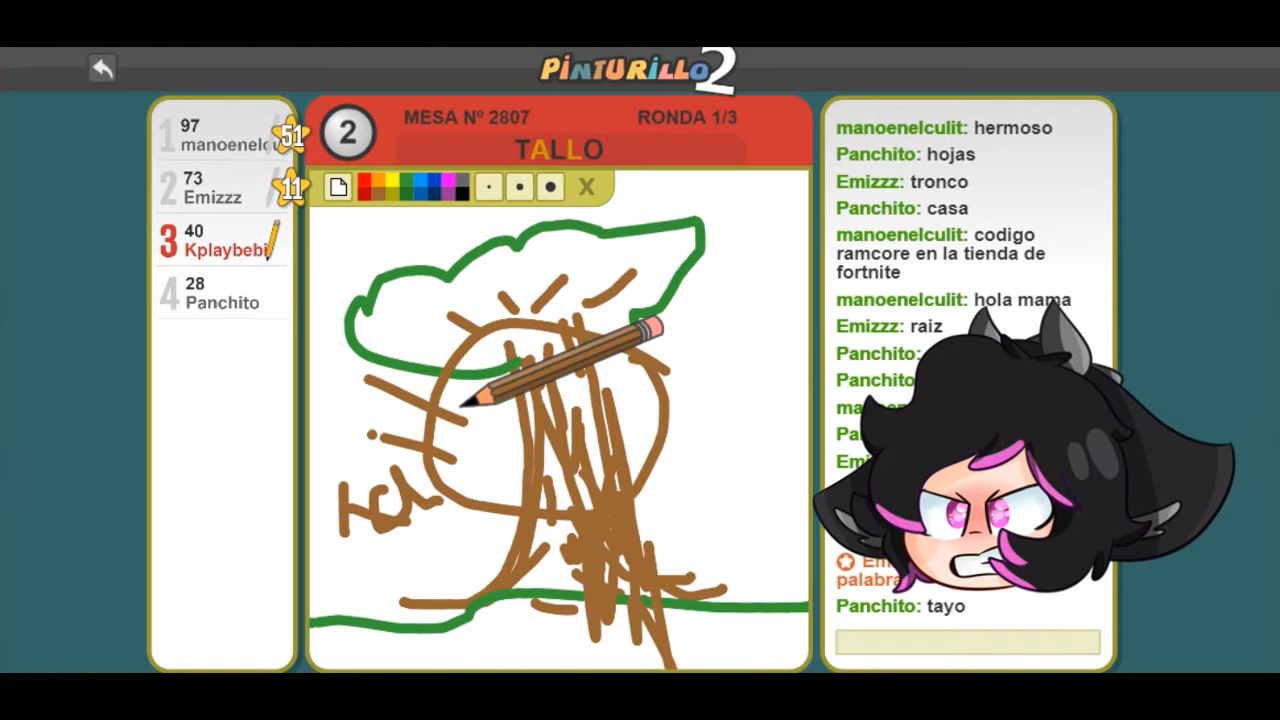 PINTURILLO 2
1 97 51
manoenelcu
2 73 11
Emizzz
3 40
Kplaybebi
4 28
Panchito
2 MESA Nº 2807 RONDA 1/3
TALLO
X
manoenelculit: hermoso
Panchito: hojas
Emizzz: tronco
Panchito: casa
manoenelculit: codigo
ramcore en la tienda de
fortnite
manoenelculit: hola mama
Emizzz: raiz
Panchito:
Panchito
palabra
Panchito: tayo